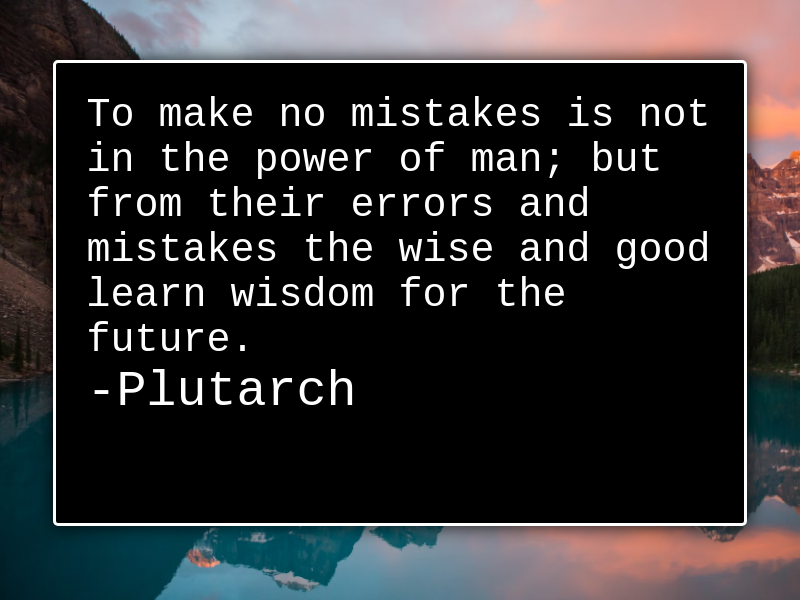 To make no mistakes is not
in the power of man; but
from their errors and
mistakes the wise and good
learn wisdom for the
future.
-Plutarch